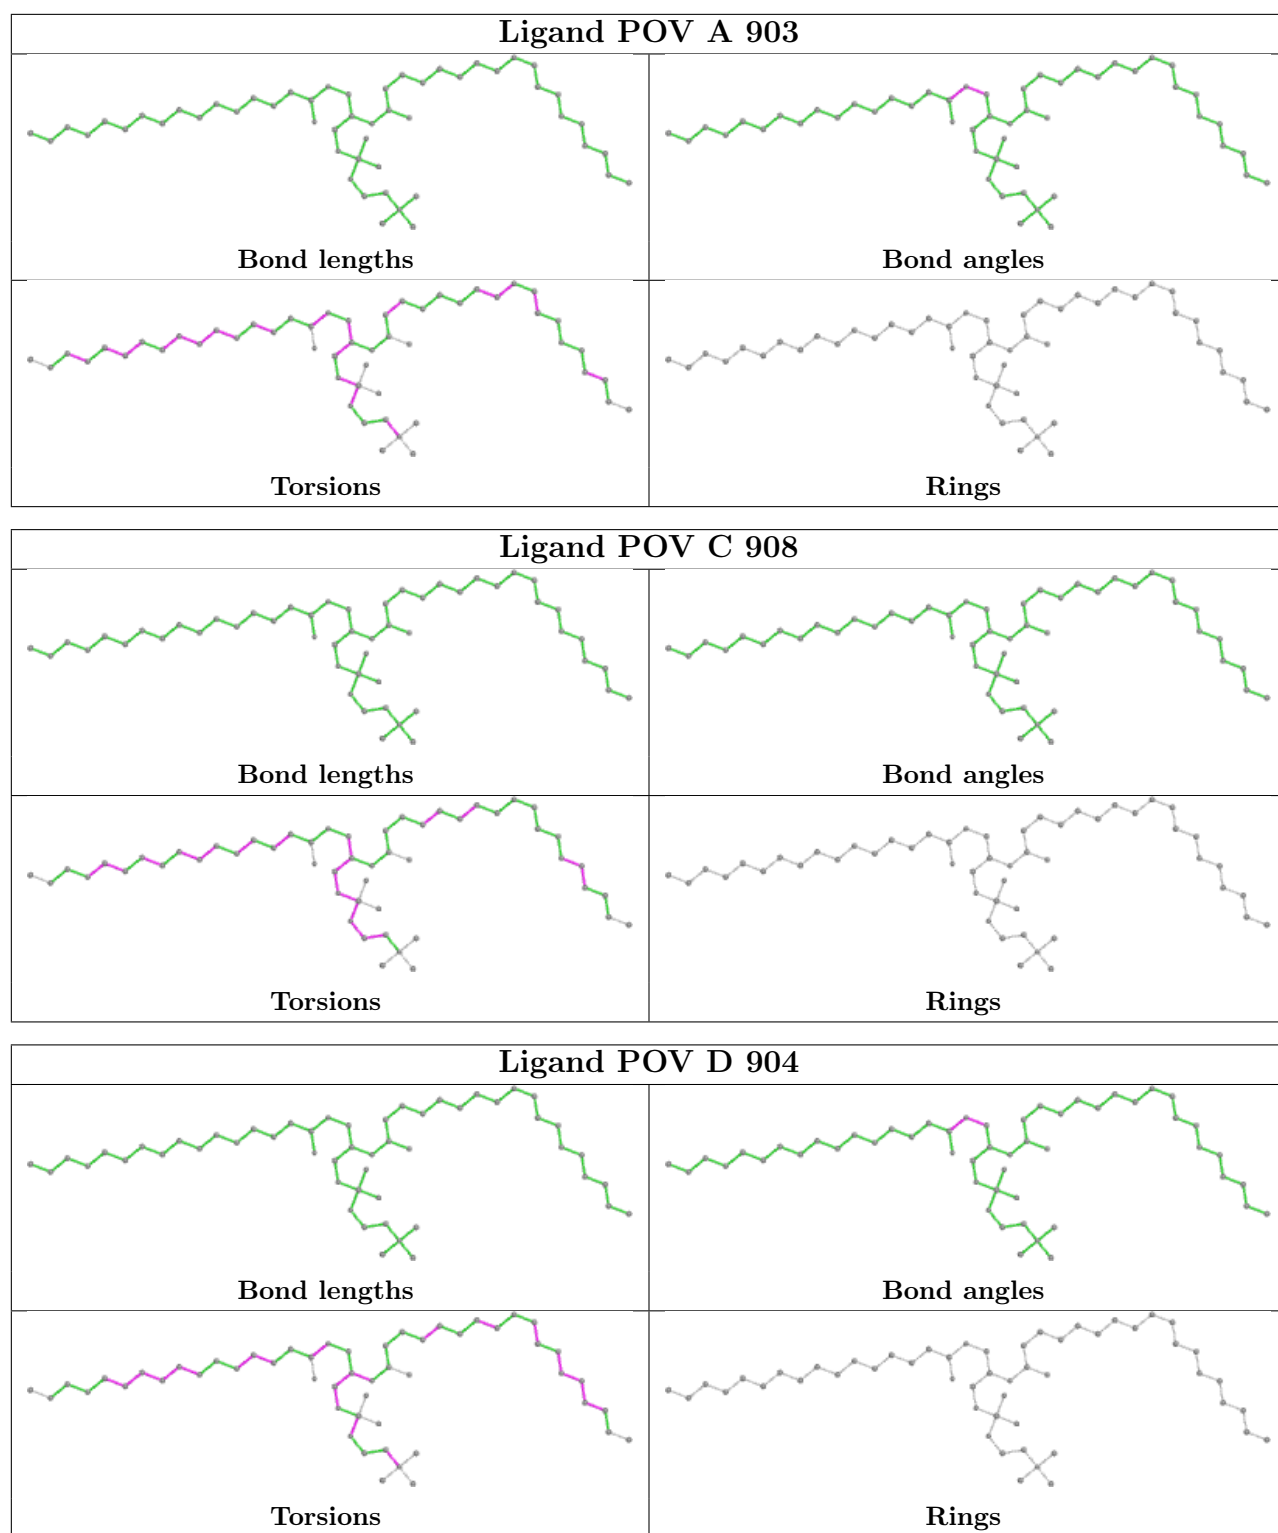 Ligand POV A 903
Bond lengths
Bond angles
Torsions
Rings
Ligand POV C 908
Bond lengths
Bond angles
Torsions
Rings
Ligand POV D 904
Bond lengths
Bond angles
Torsions
Rings